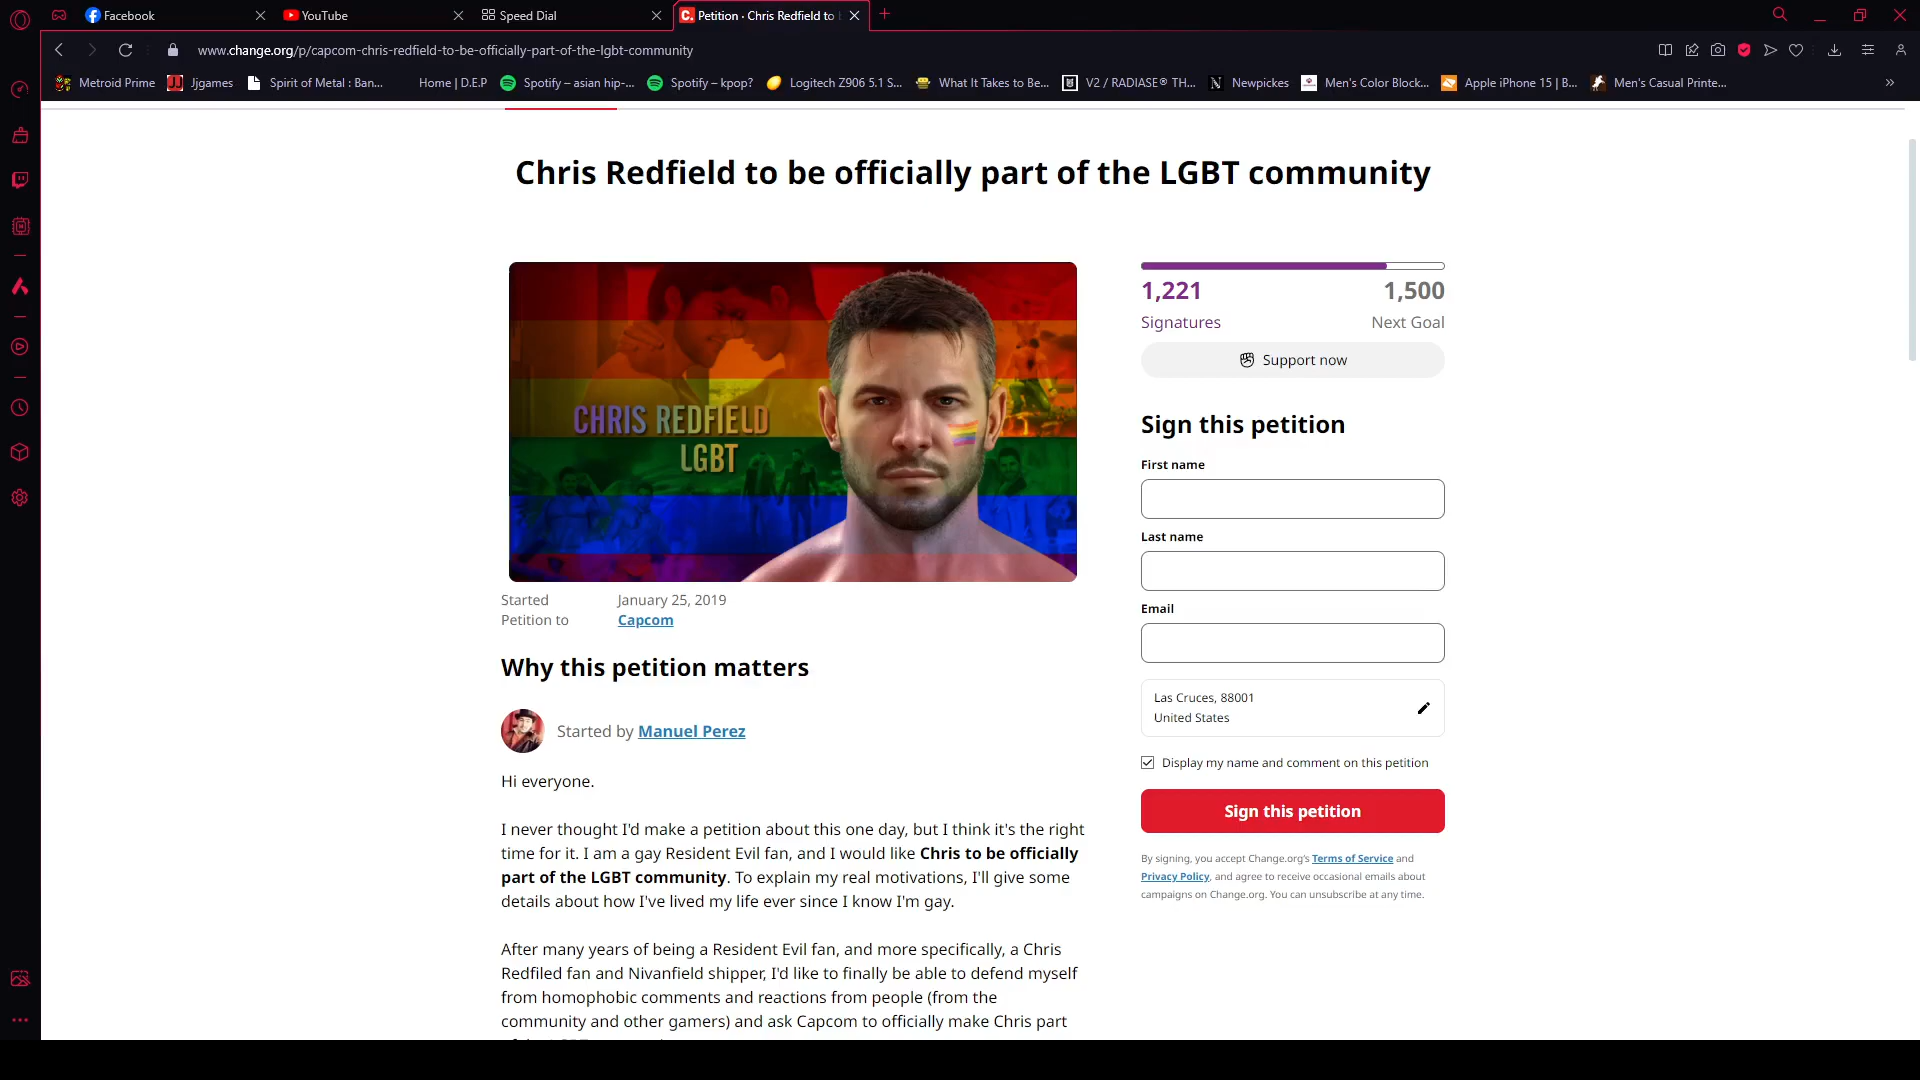 Facebook
YouTube
Speed Dial
C. Petition · Chris Redfield to
www.change.org/p/capcom-chris-redfield-to-be-officially-part-of-the-lgbt-community
Metroid Prime
Jjgames
Spirit of Metal : Ban...
Home | D.E.P
Spotify – asian hip-...
Spotify – kpop?
Logitech Z906 5.1 S...
What It Takes to Be...
V2 / RADIASE® TH...
N Newpickes
Men's Color Block...
Apple iPhone 15 | B...
Men's Casual Printe...
Chris Redfield to be officially part of the LGBT community
CHRIS REDFIELD
LGBT
Started January 25, 2019
Petition to Capcom
Why this petition matters
Started by Manuel Perez
Hi everyone.
I never thought I'd make a petition about this one day, but I think it's the right
time for it. I am a gay Resident Evil fan, and I would like Chris to be officially
part of the LGBT community. To explain my real motivations, I'll give some
details about how I've lived my life ever since I know I'm gay.
After many years of being a Resident Evil fan, and more specifically, a Chris
Redfiled fan and Nivanfield shipper, I'd like to finally be able to defend myself
from homophobic comments and reactions from people (from the
community and other gamers) and ask Capcom to officially make Chris part
1,221 1,500
Signatures Next Goal
Support now
Sign this petition
First name
Last name
Email
Las Cruces, 88001
United States
Display my name and comment on this petition
Sign this petition
By signing, you accept Change.org's Terms of Service and
Privacy Policy, and agree to receive occasional emails about
campaigns on Change.org. You can unsubscribe at any time.